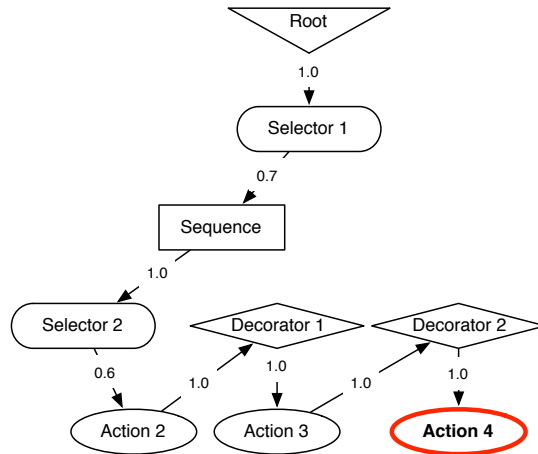 Root
1.0
Selector 1
0.7
Sequence
1.0
Selector 2
Decorator 1
Decorator 2
0.6
1.0
1.0
1.0
1.0
Action 2
Action 3
Action 4